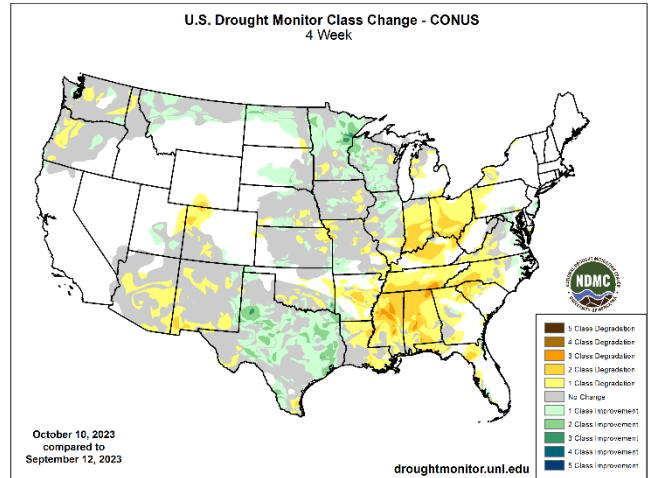 U.S. Drought Monitor Class Change - CONUS
4 Week
NDMC
5 Class Degradation
4 Class Degradation
3 Class Degradation
2 Class Degradation
1 Class Degradation
No Change
1 Class Improvement
2 Class Improvement
3 Class Improvement
4 Class Improvement
5 Class Improvement
October 10, 2023
compared to
September 12, 2023
droughtmonitor.unl.edu